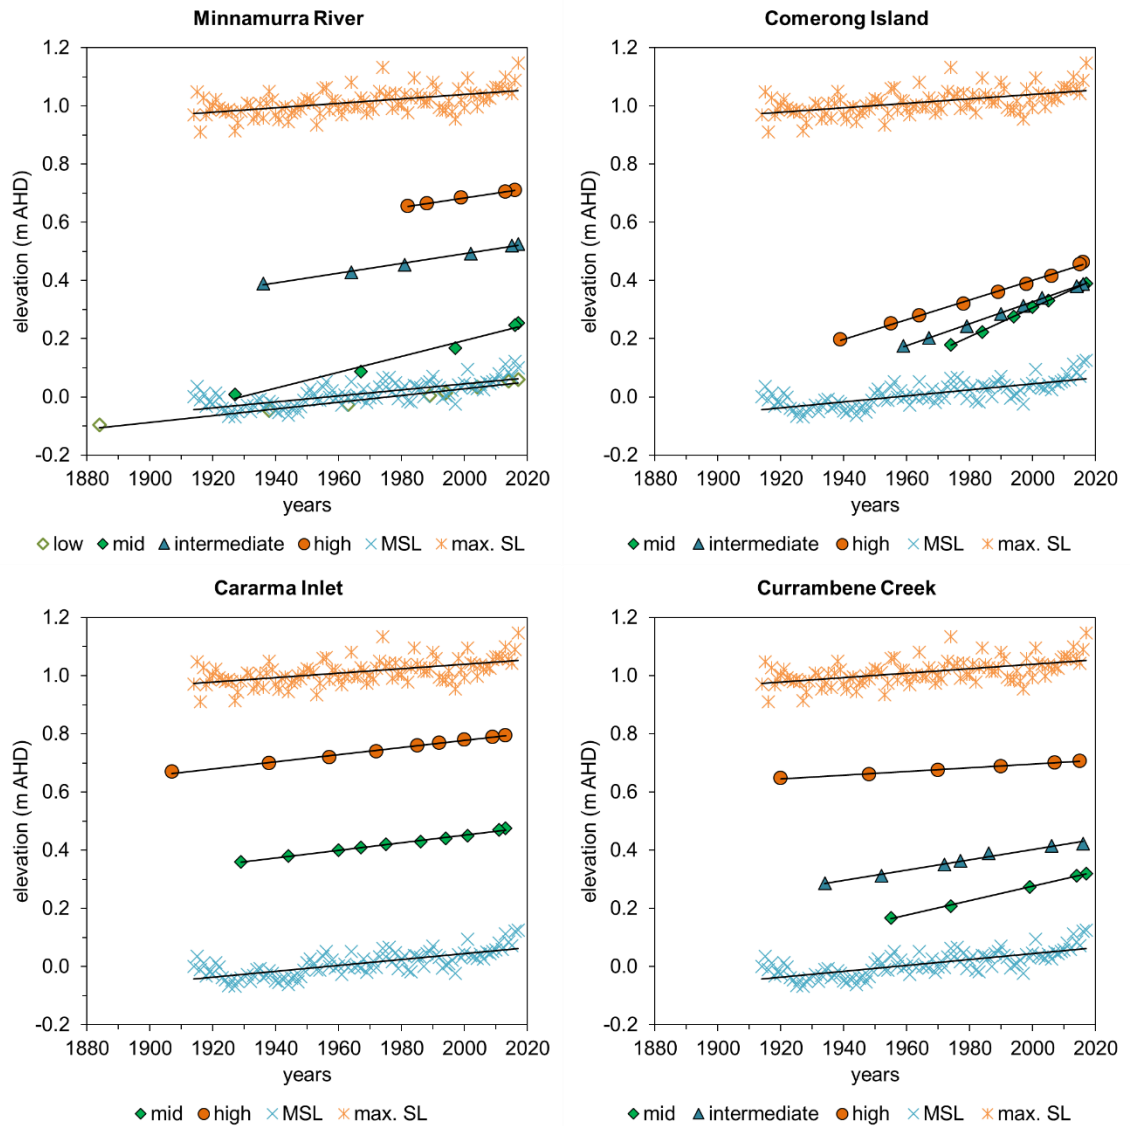 Minnamurra River
1.2
1.0
0.8
0.6
0.4
0.2
0.0
-0.2
elevation (m AHD)
1880 1900 1920 1940 1960 1980 2000 2020
years
low mid intermediate high MSL max. SL
Comerong Island
1.2
1.0
0.8
0.6
0.4
0.2
0.0
-0.2
elevation (m AHD)
1880 1900 1920 1940 1960 1980 2000 2020
years
mid intermediate high MSL max. SL
Cararma Inlet
1.2
1.0
0.8
0.6
0.4
0.2
0.0
-0.2
elevation (m AHD)
1880 1900 1920 1940 1960 1980 2000 2020
years
mid high MSL max. SL
Currambene Creek
1.2
1.0
0.8
0.6
0.4
0.2
0.0
-0.2
elevation (m AHD)
1880 1900 1920 1940 1960 1980 2000 2020
years
mid intermediate high MSL max. SL